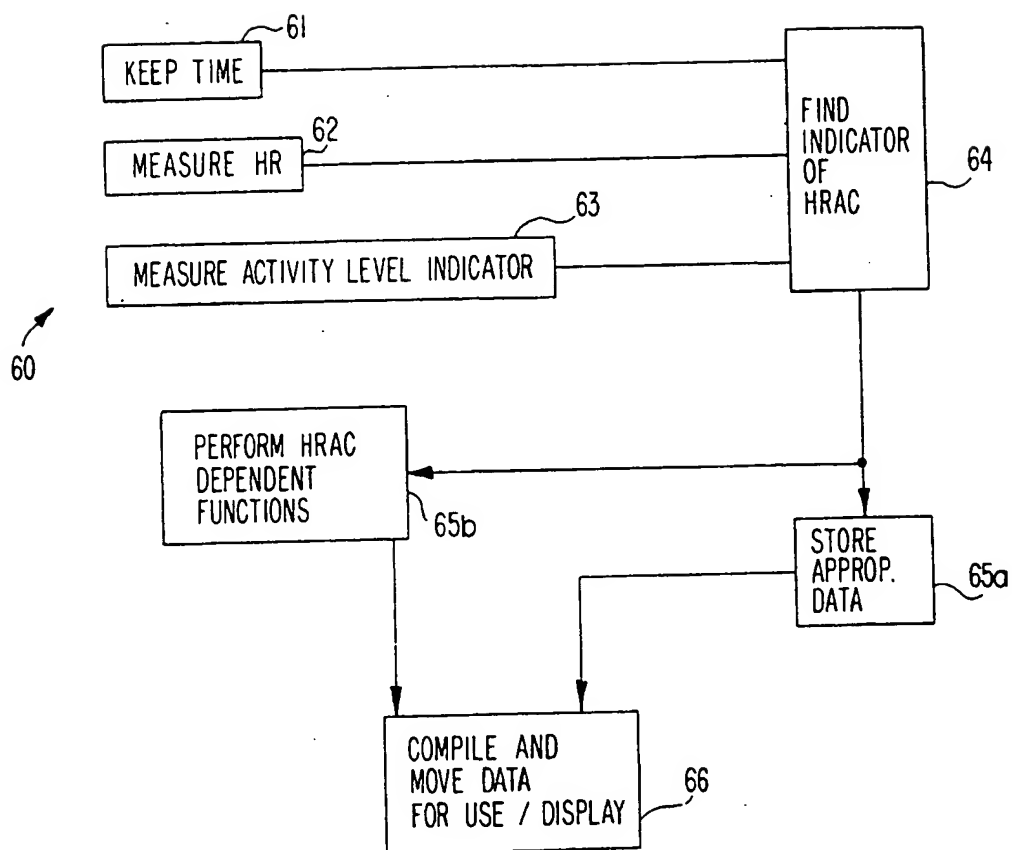 61
KEEP TIME
62
MEASURE HR
63
MEASURE ACTIVITY LEVEL INDICATOR
FIND
INDICATOR
OF
HRAC
64
60
PERFORM HRAC
DEPENDENT
FUNCTIONS
65b
STORE
APPROP.
DATA
65a
COMPILE AND
MOVE DATA
FOR USE / DISPLAY
66